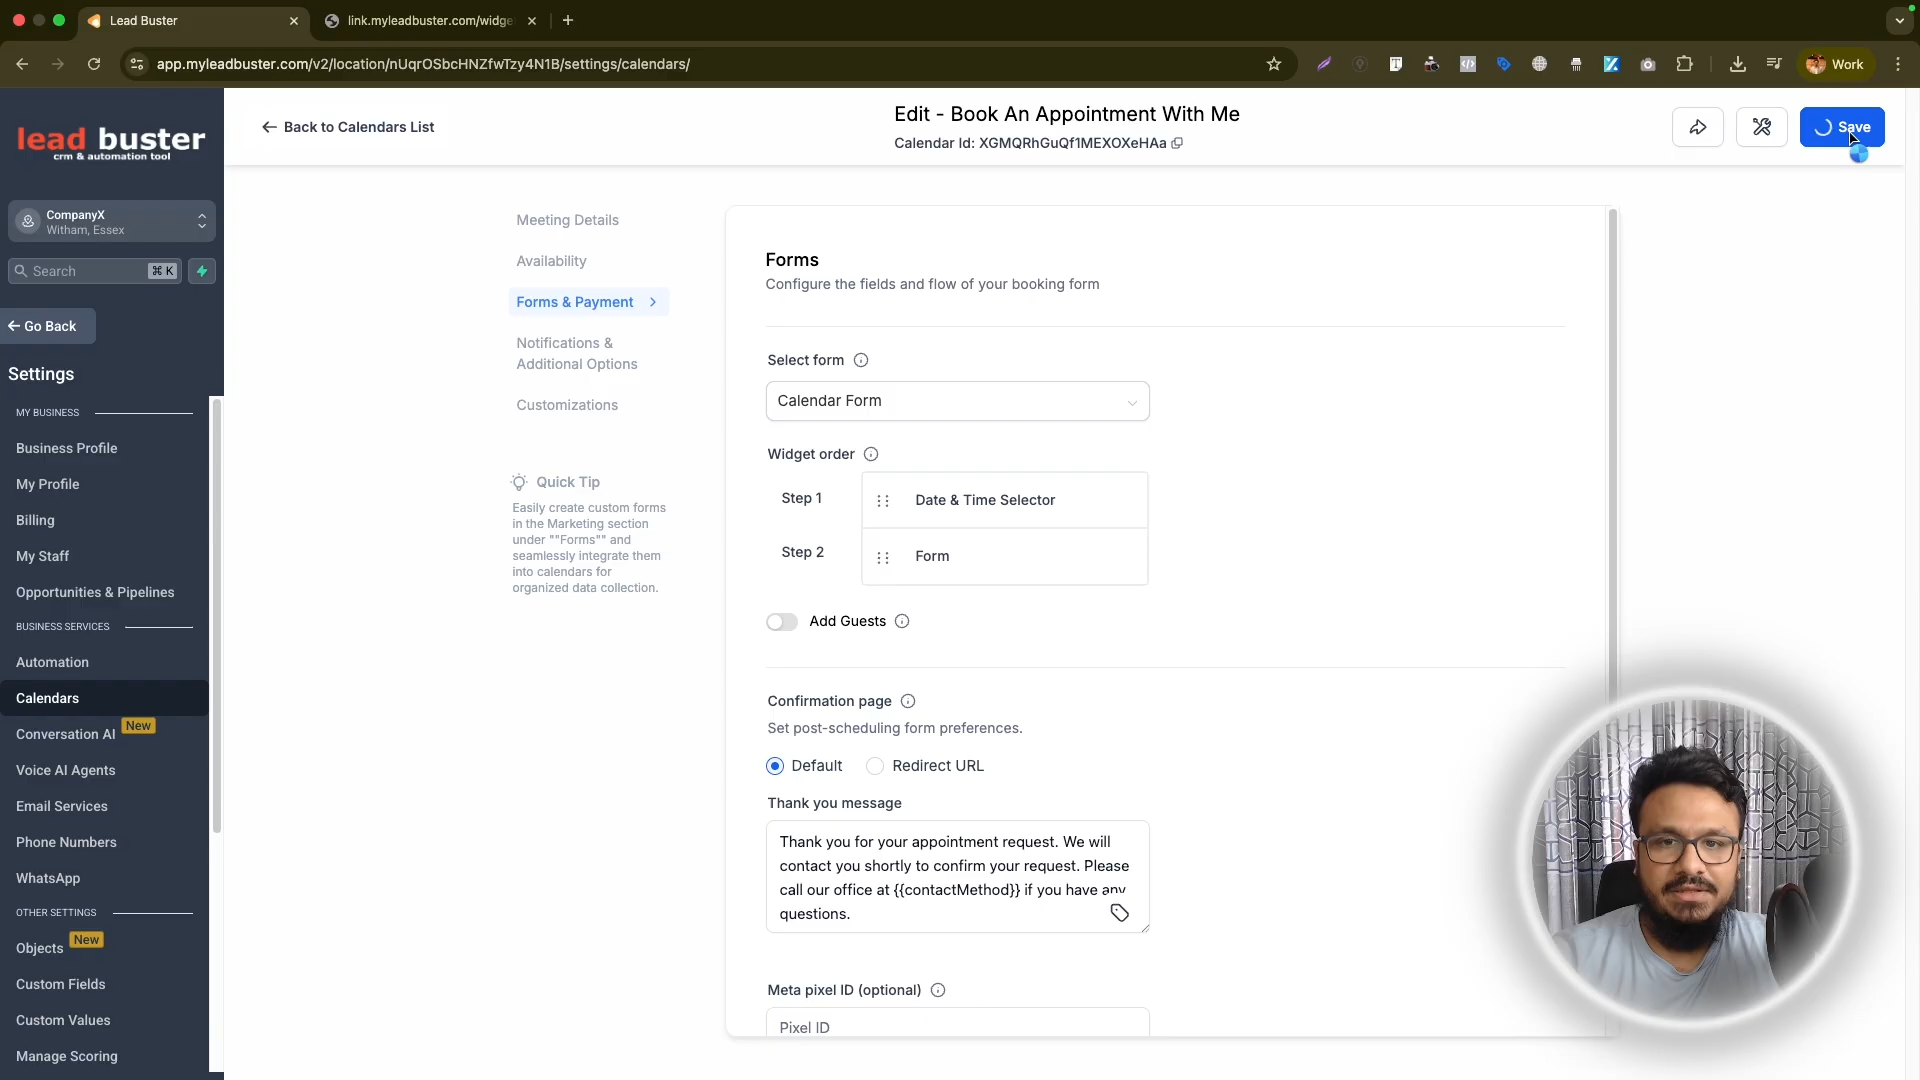 Lead Buster
link.myleadbuster.com/widge
app.myleadbuster.com/v2/location/nUqrOSbcHNZfwTzy4N1B/settings/calendars/
Work
lead buster
crm & automation tool
CompanyX
Witham, Essex
Search
⌘ K
Go Back
Settings
MY BUSINESS
Business Profile
My Profile
Billing
My Staff
Opportunities & Pipelines
BUSINESS SERVICES
Automation
Calendars
Conversation AI
New
Voice AI Agents
Email Services
Phone Numbers
WhatsApp
OTHER SETTINGS
Objects
New
Custom Fields
Custom Values
Manage Scoring
Back to Calendars List
Edit - Book An Appointment With Me
Calendar Id: XGMQRhGuQf1MEXOXeHAa
Save
Meeting Details
Availability
Forms & Payment
Notifications &
Additional Options
Customizations
Quick Tip
Easily create custom forms
in the Marketing section
under ""Forms"" and
seamlessly integrate them
into calendars for
organized data collection.
Forms
Configure the fields and flow of your booking form
Select form
Calendar Form
Widget order
Step 1
Date & Time Selector
Step 2
Form
Add Guests
Confirmation page
Set post-scheduling form preferences.
Default
Redirect URL
Thank you message
Thank you for your appointment request. We will
contact you shortly to confirm your request. Please
call our office at {{contactMethod}} if you have any
questions.
Meta pixel ID (optional)
Pixel ID